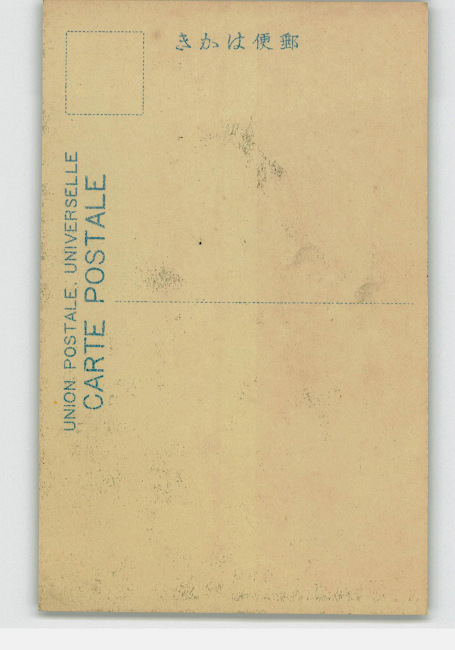 郵便はかき
UNION POSTALE, UNIVERSELLE
CARTE POSTALE